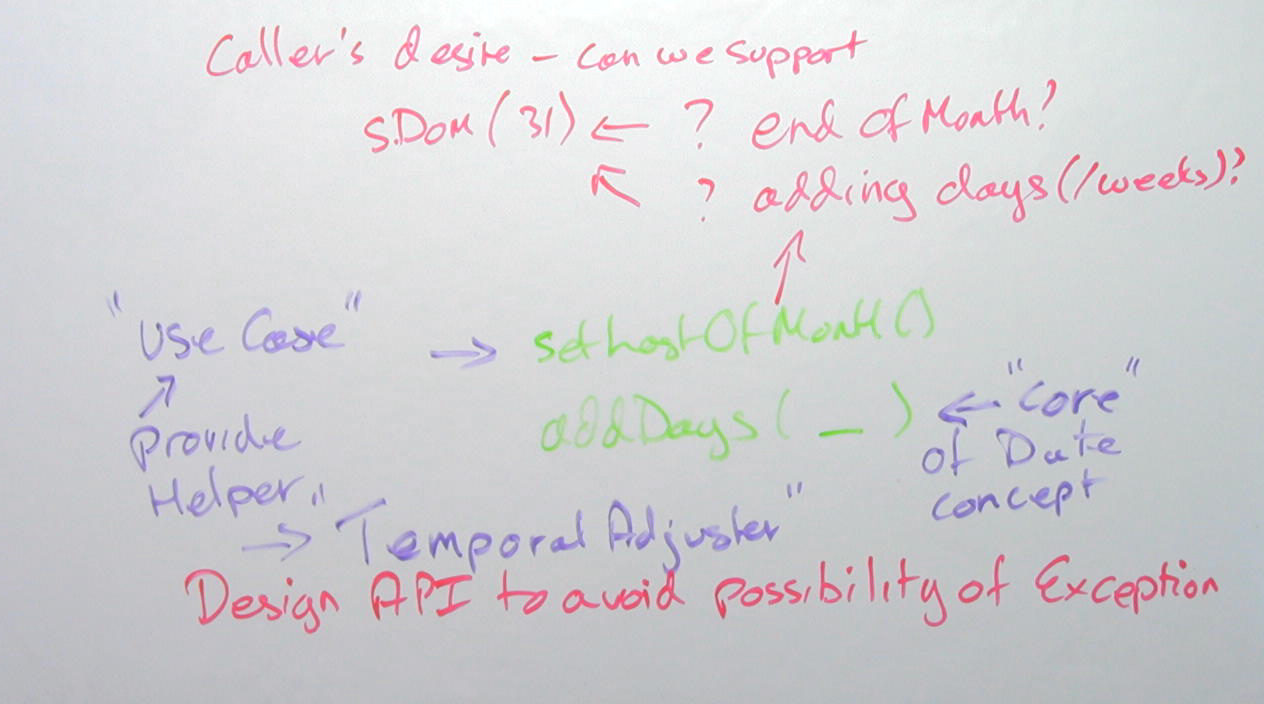 Caller's desire - can we support
s.DoM(31) ← ? end of Month?
↖ ? adding days(/weeks)?
↑
"Use Case" → setLastOfMonth()
↗ addDays( _ ) ← "core"
Provide of Date
Helper concept
→ "Temporal Adjuster"
Design API to avoid possibility of Exception